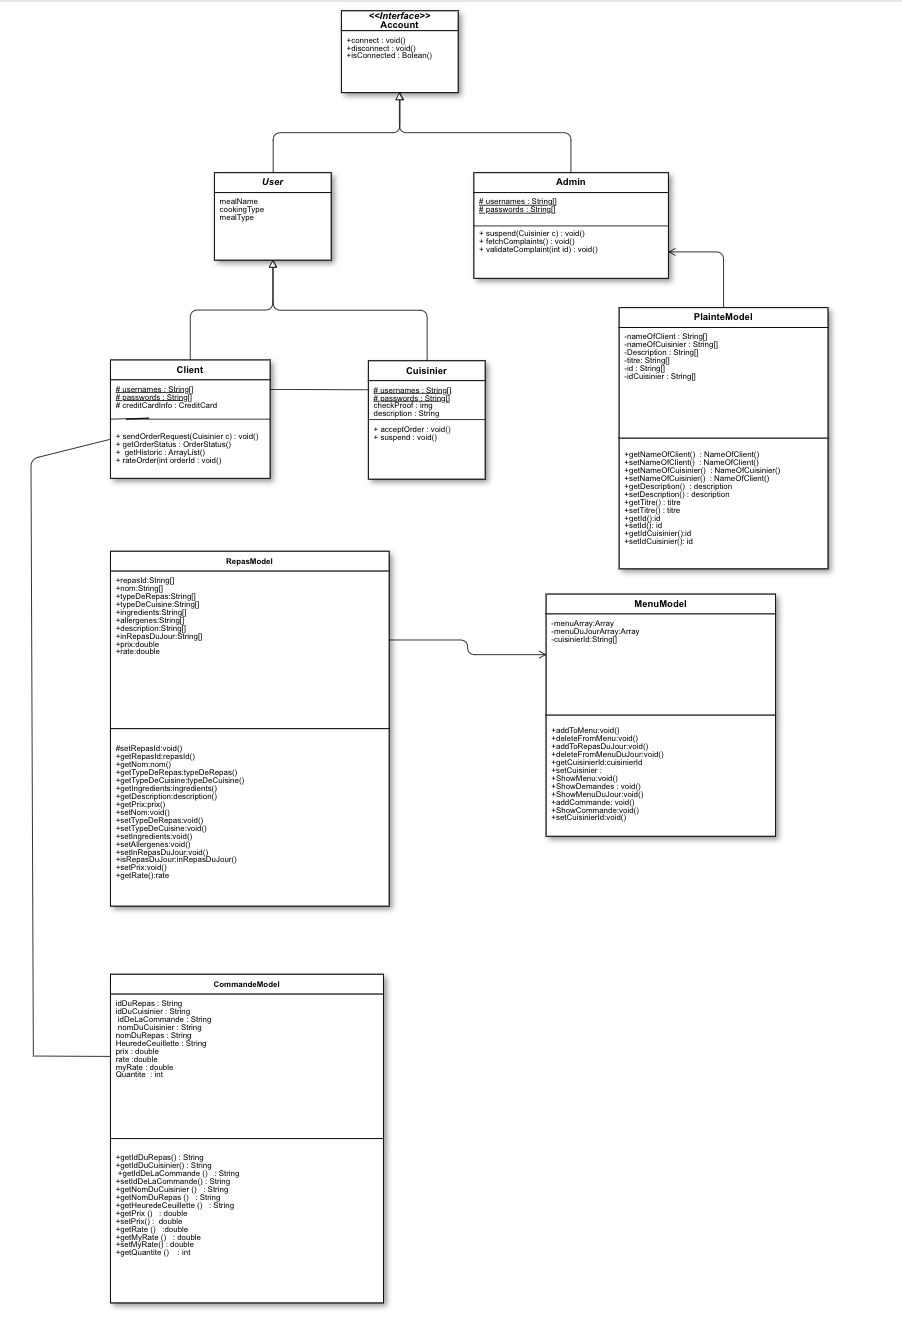 <<Interface>>
Account
+connect : void()
+disconnect : void()
+isConnected : Bolean()
User
mealName
cookingType
mealType
Admin
# usernames : String[]
# passwords : String[]
+ suspend(Cuisinier c) : void()
+ fetchComplaints() : void()
+ validateComplaint(int id) : void()
PlainteModel
-nameOfClient : String[]
-nameOfCuisinier : String[]
-Description : String[]
-titre: String[]
-id : String[]
-idCuisinier : String[]
+getNameOfClient() : NameOfClient()
+setNameOfClient() : NameOfClient()
+getNameOfCuisinier() : NameOfCuisinier()
+setNameOfCuisinier() : NameOfClient()
+getDescription() : description
+setDescription() : description
+getTitre() : titre
+setTitre() : titre
+getId():id
+setId(): id
+getIdCuisinier():id
+setIdCuisinier(): id
Client
# usernames : String[]
# passwords : String[]
# creditCardInfo : CreditCard
+ sendOrderRequest(Cuisinier c) : void()
+ getOrderStatus : OrderStatus()
+ getHistoric : ArrayList()
+ rateOrder(int orderId : void()
Cuisinier
# usernames : String[]
# passwords : String[]
checkProof : img
description : String
+ acceptOrder : void()
+ suspend : void()
RepasModel
+repasId:String[]
+nom:String[]
+typeDeRepas:String[]
+typeDeCuisine:String[]
+ingredients:String[]
+allergenes:String[]
+description:String[]
+inRepasDuJour:String[]
+prix:double
+rate:double
#setRepasId:void()
+getRepasId:repasId()
+getNom:nom()
+getTypeDeRepas:typeDeRepas()
+getTypeDeCuisine:typeDeCuisine()
+getIngredients:ingredients()
+getDescription:description()
+getPrix:prix()
+setNom:void()
+setTypeDeRepas:void()
+setTypeDeCuisine:void()
+setIngredients:void()
+setAllergenes:void()
+setInRepasDuJour:void()
+isRepasDuJour:inRepasDuJour()
+setPrix:void()
+getRate():rate
MenuModel
-menuArray:Array
-menuDuJourArray:Array
-cuisinierId:String[]
+addToMenu:void()
+deleteFromMenu:void()
+addToRepasDuJour:void()
+deleteFromMenuDuJour:void()
+getCuisinierId:cuisinierId
+setCuisinier :
+ShowMenu:void()
+ShowDemandes : void()
+ShowMenuDuJour:void()
+addCommande: void()
+ShowCommande:void()
+setCuisinierId:void()
CommandeModel
idDuRepas : String
idDuCuisinier : String
idDeLaCommande : String
nomDuCuisinier : String
nomDuRepas : String
HeuredeCeuillette : String
prix : double
rate :double
myRate : double
Quantite : int
+getIdDuRepas() : String
+getIdDuCuisinier() : String
+getIdDeLaCommande () : String
+setIdDeLaCommande() : String
+getNomDuCuisinier () : String
+getNomDuRepas () : String
+getHeuredeCeuillette () : String
+getPrix () : double
+setPrix() : double
+getRate () :double
+getMyRate () : double
+setMyRate() : double
+getQuantite () : int